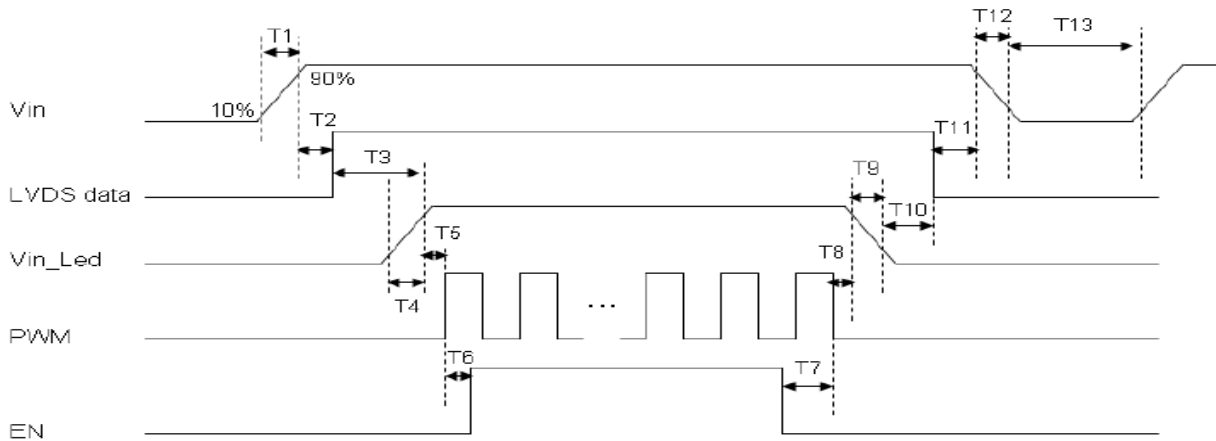 T1
T12
T13
90%
10%
Vin
T2
T11
T3
T9
LVDS data
T10
T5
Vin_Led
T8
T4
...
PWM
T6
T7
EN